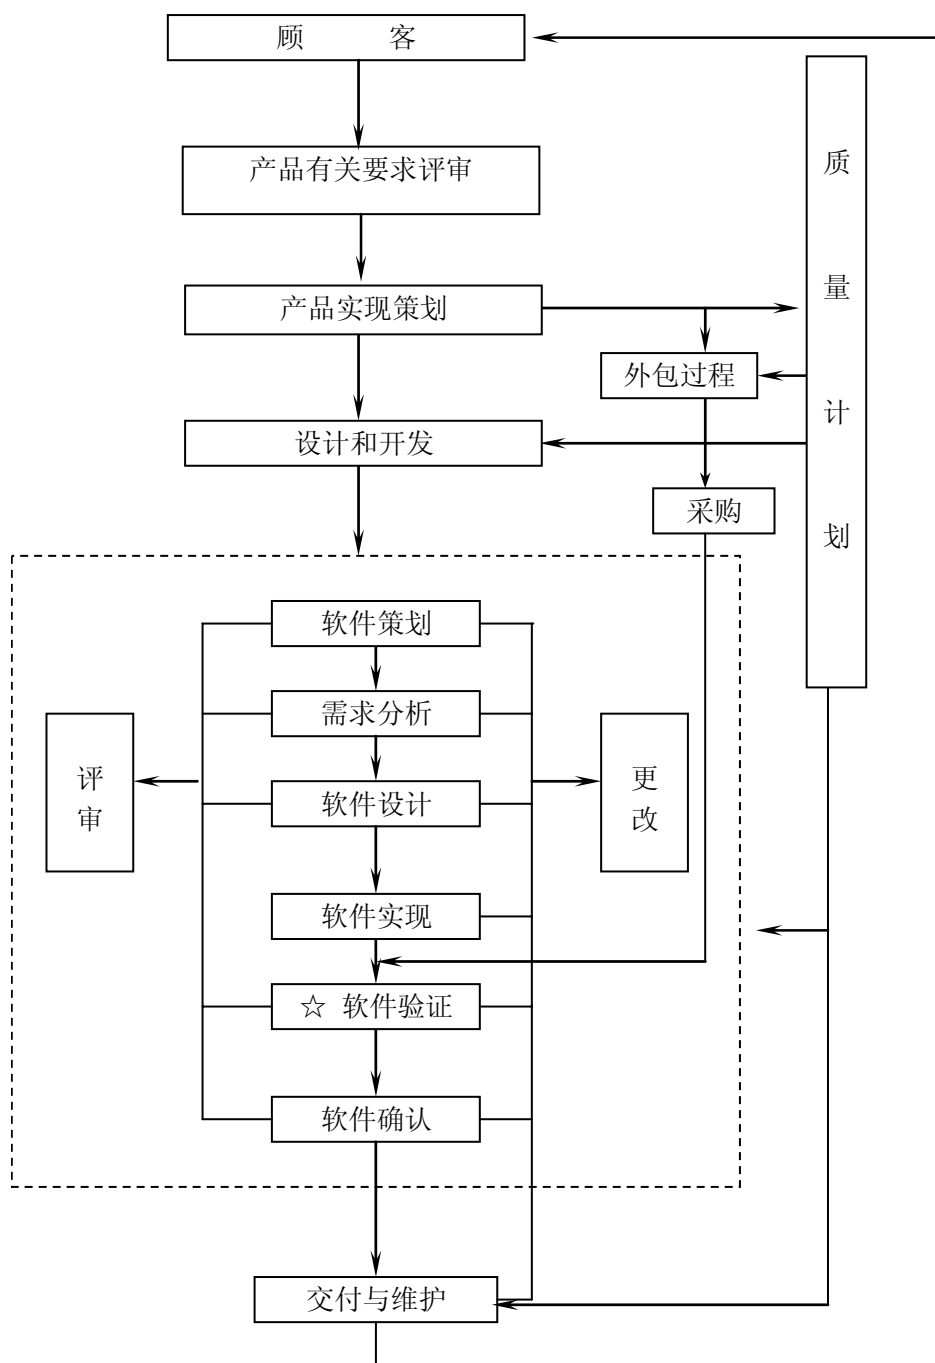 顾 客
产品有关要求评审
产品实现策划
外包过程
设计和开发
采购
质
量
计
划
软件策划
需求分析
软件设计
软件实现
☆ 软件验证
软件确认
评
审
更
改
交付与维护